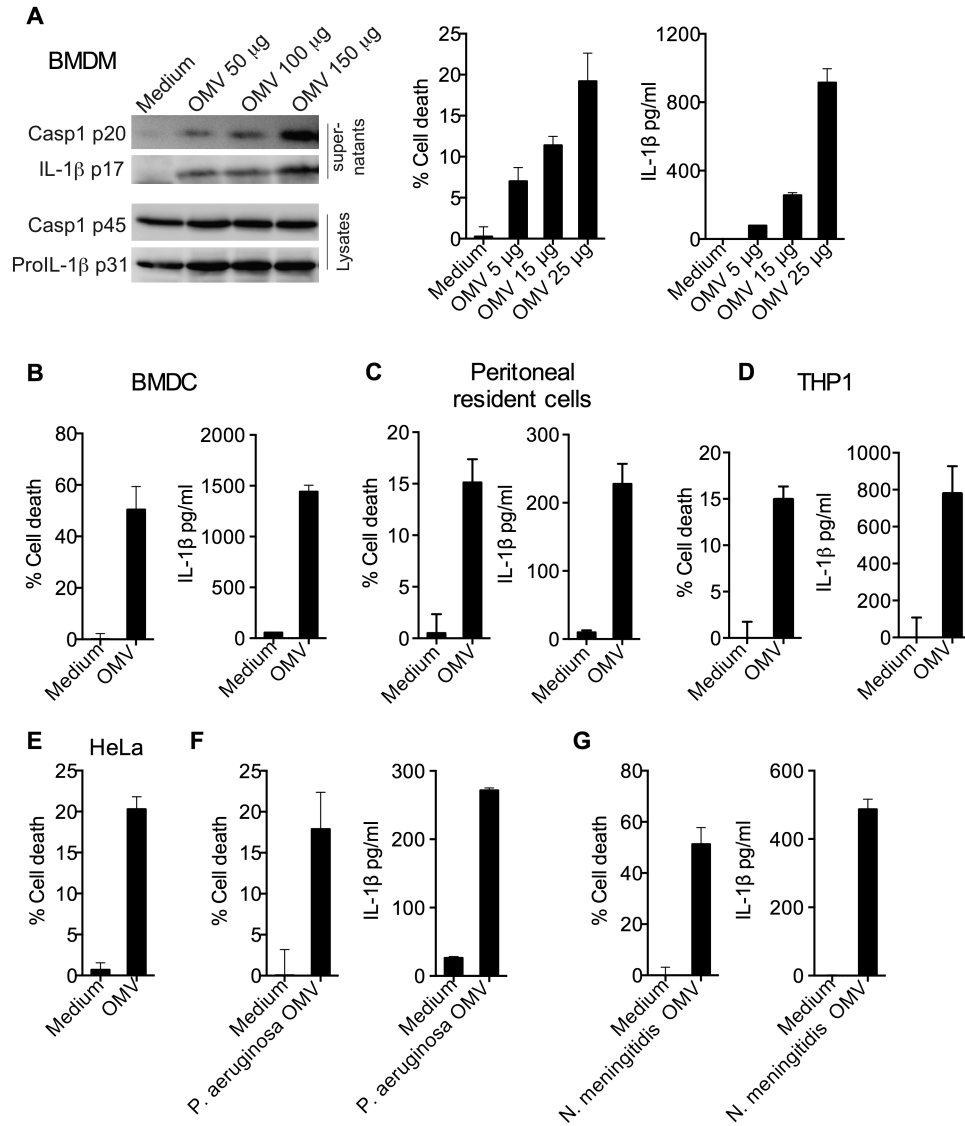 A
BMDM
Medium
OMV 50 μg
OMV 100 μg
OMV 150 μg
Casp1 p20
IL-1β p17
super-
natants
Casp1 p45
ProIL-1β p31
Lysates
% Cell death
25
20
15
10
5
0
Medium
OMV 5 μg
OMV 15 μg
OMV 25 μg
IL-1β pg/ml
1200
800
400
0
Medium
OMV 5 μg
OMV 15 μg
OMV 25 μg
B
BMDC
% Cell death
80
60
40
20
0
Medium
OMV
IL-1β pg/ml
2000
1500
1000
500
0
Medium
OMV
C
Peritoneal
resident cells
% Cell death
20
15
10
5
0
Medium
OMV
IL-1β pg/ml
300
200
100
0
Medium
OMV
D
THP1
% Cell death
20
15
10
5
0
Medium
OMV
IL-1β pg/ml
1000
800
600
400
200
0
Medium
OMV
E
HeLa
% Cell death
25
20
15
10
5
0
Medium
OMV
F
% Cell death
25
20
15
10
5
0
Medium
P. aeruginosa OMV
IL-1β pg/ml
300
200
100
0
Medium
P. aeruginosa OMV
G
% Cell death
80
60
40
20
0
Medium
N. meningitidis OMV
IL-1β pg/ml
600
400
200
0
Medium
N. meningitidis OMV